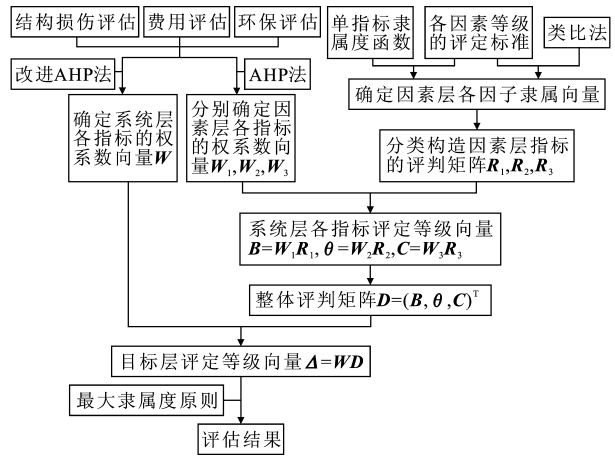 结构损伤评估
费用评估
环保评估
单指标隶
属度函数
各因素等级
的评定标准
类比法
改进AHP法
AHP法
确定系统层
各指标的权
系数向量W
分别确定因
素层各指标
的权系数向
量W₁,W₂,W₃
确定因素层各因子隶属向量
分类构造因素层指标
的评判矩阵R₁,R₂,R₃
系统层各指标评定等级向量
B=W₁R₁, θ=W₂R₂,C=W₃R₃
整体评判矩阵D=(B, θ,C)ᵀ
目标层评定等级向量Δ=WD
最大隶属度原则
评估结果